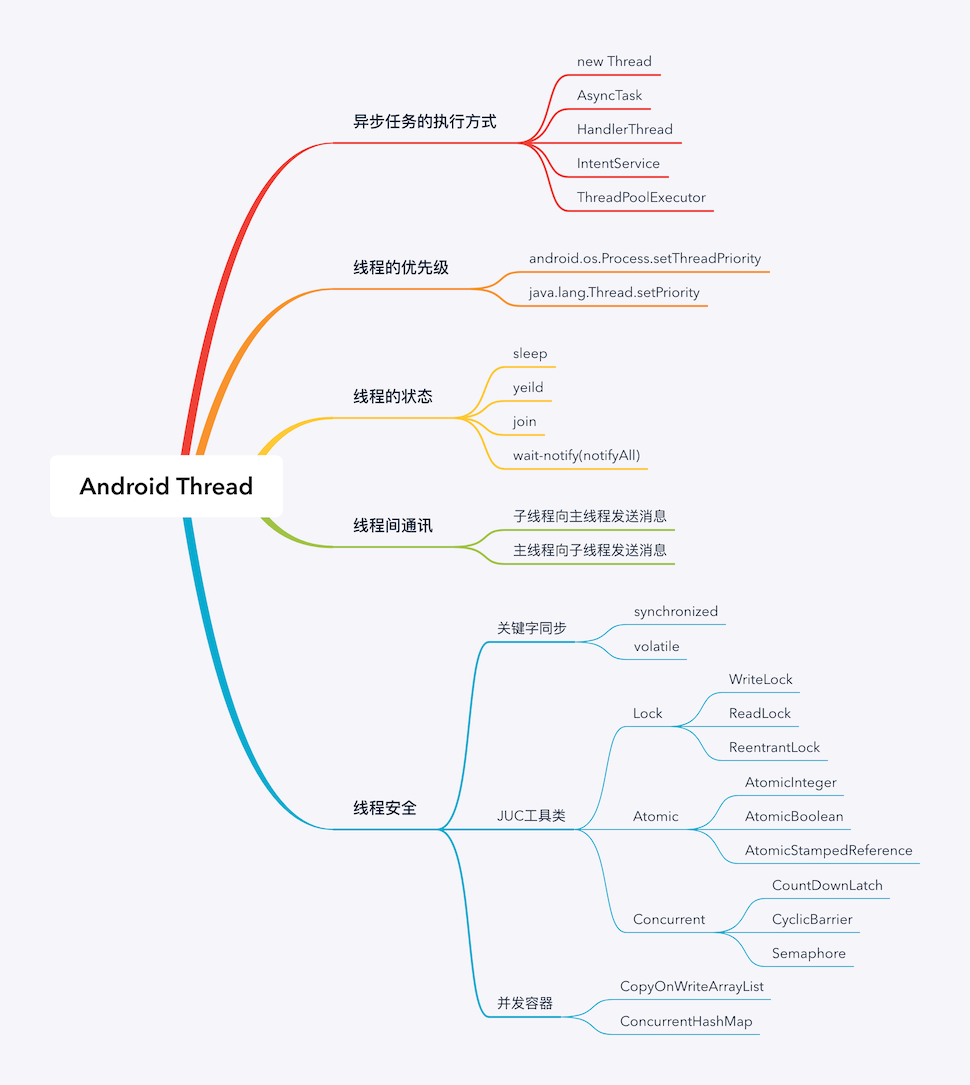 Android Thread
异步任务的执行方式
new Thread
AsyncTask
HandlerThread
IntentService
ThreadPoolExecutor
线程的优先级
android.os.Process.setThreadPriority
java.lang.Thread.setPriority
线程的状态
sleep
yeild
join
wait-notify(notifyAll)
线程间通讯
子线程向主线程发送消息
主线程向子线程发送消息
线程安全
关键字同步
synchronized
volatile
JUC工具类
Lock
WriteLock
ReadLock
ReentrantLock
Atomic
AtomicInteger
AtomicBoolean
AtomicStampedReference
Concurrent
CountDownLatch
CyclicBarrier
Semaphore
并发容器
CopyOnWriteArrayList
ConcurrentHashMap